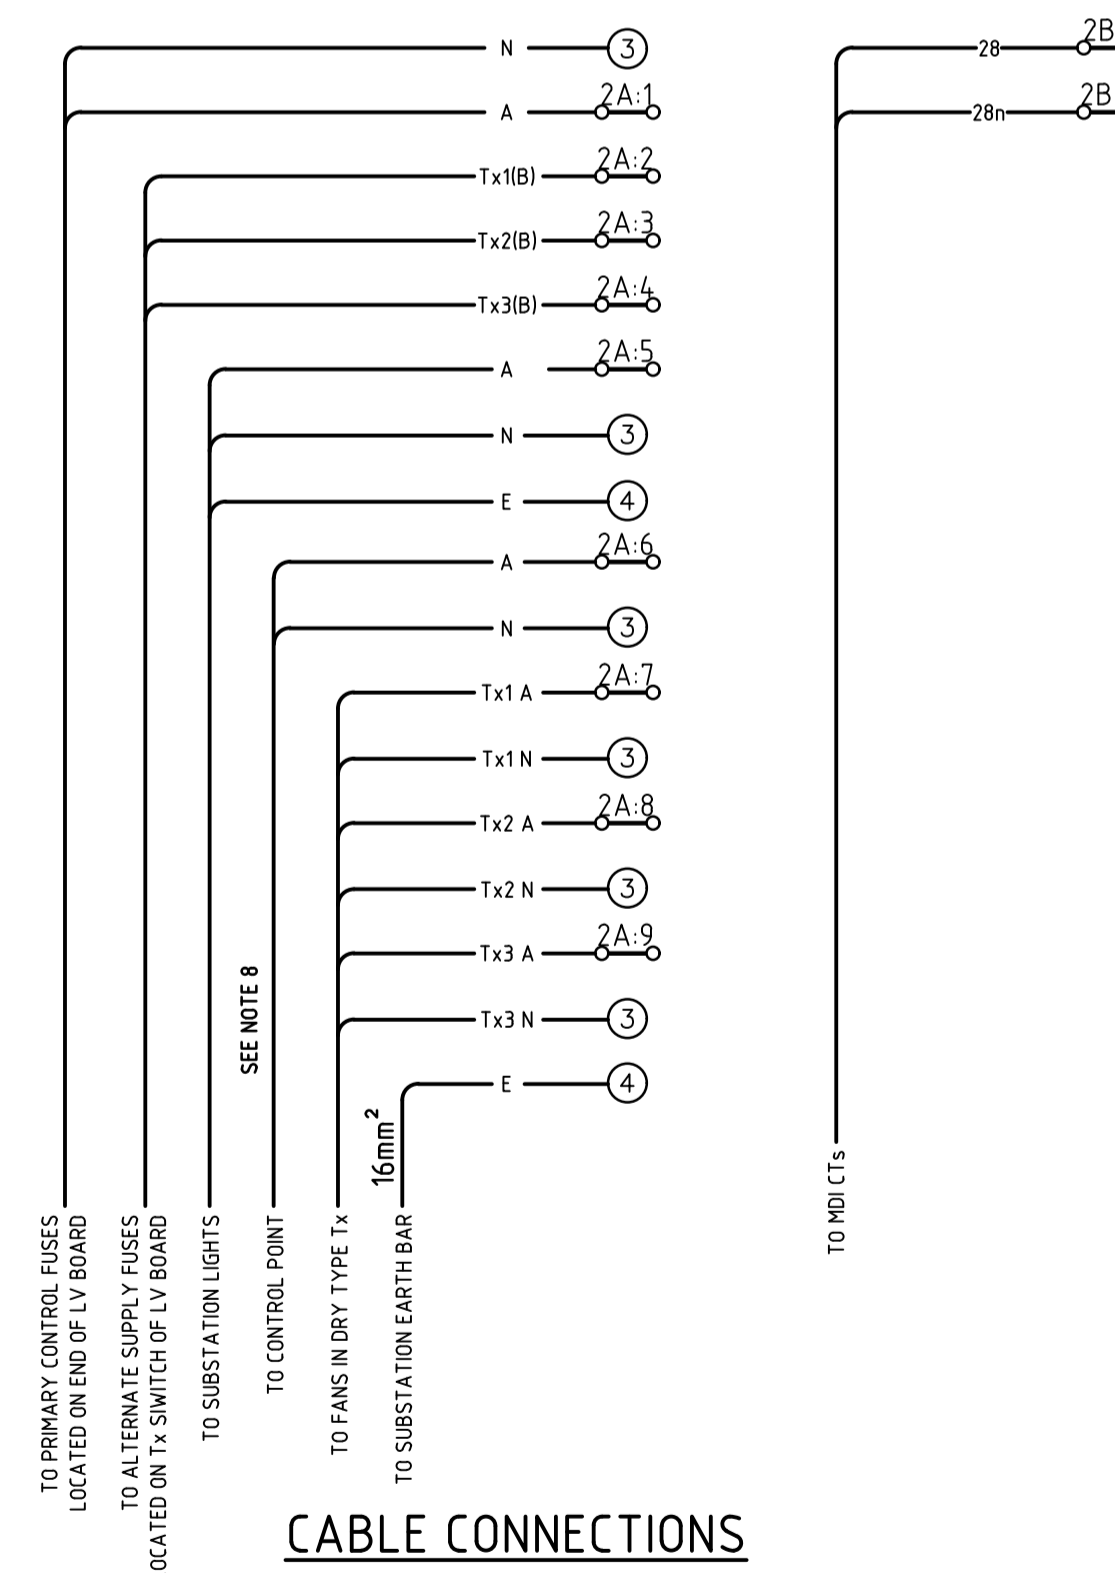 N 3
28 2B
A 2A:1
28n 2B
Tx1(B) 2A:2
Tx2(B) 2A:3
Tx3(B) 2A:4
A 2A:5
N 3
E 4
A 2A:6
N 3
Tx1 A 2A:7
Tx1 N 3
Tx2 A 2A:8
Tx2 N 3
Tx3 A 2A:9
Tx3 N 3
E 4
SEE NOTE 8
16mm²
TO PRIMARY CONTROL FUSES
LOCATED ON END OF LV BOARD
TO ALTERNATE SUPPLY FUSES
OCATED ON Tx SIWITCH OF LV BOARD
TO SUBSTATION LIGHTS
TO CONTROL POINT
TO FANS IN DRY TYPE Tx
TO SUBSTATION EARTH BAR
TO MDI CTs
CABLE CONNECTIONS